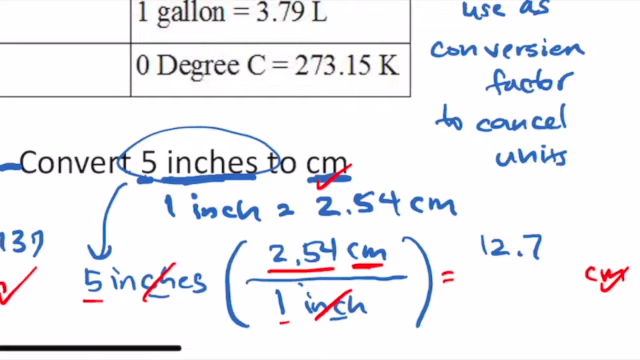 1 gallon = 3.79 L
0 Degree C = 273.15 K
use as
conversion
factor
to cancel
units
Convert 5 inches to cm
1 inch = 2.54 cm
137
5 inches ( 2.54 cm / 1 inch ) = 12.7 cm